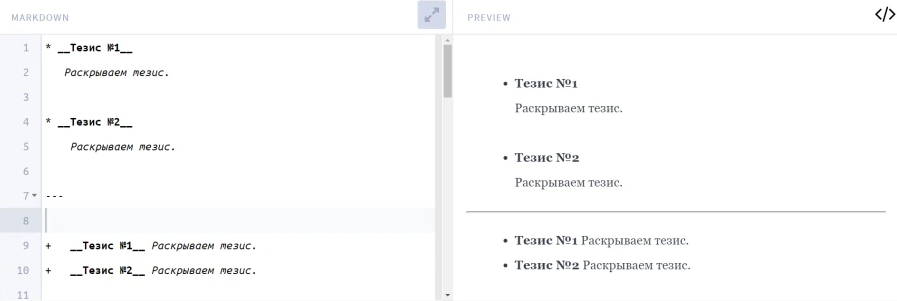 MARKDOWN
PREVIEW
</>
1 * __Тезис №1__
2 Раскрываем тезис.
3
4 * __Тезис №2__
5 Раскрываем тезис.
6
7 ---
8
9 + __Тезис №1__ Раскрываем тезис.
10 + __Тезис №2__ Раскрываем тезис.
11
• Тезис №1
Раскрываем тезис.
• Тезис №2
Раскрываем тезис.
• Тезис №1 Раскрываем тезис.
• Тезис №2 Раскрываем тезис.